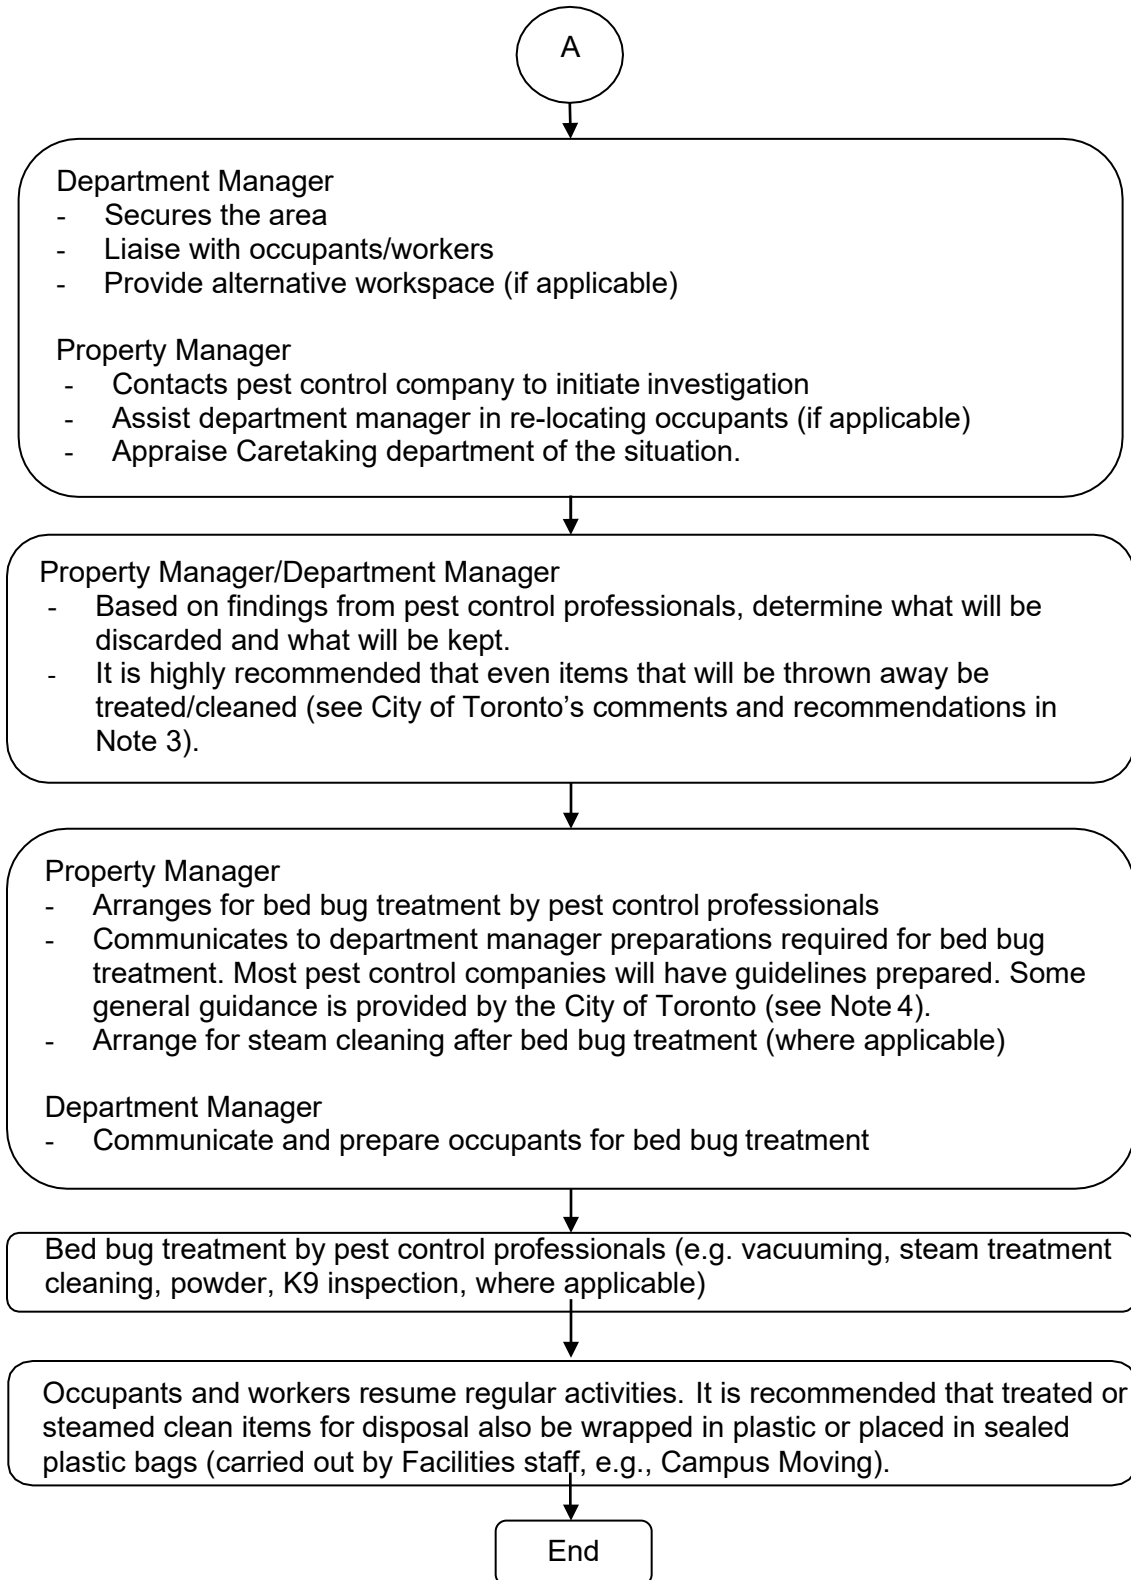 A
Department Manager
- Secures the area
- Liaise with occupants/workers
- Provide alternative workspace (if applicable)
Property Manager
- Contacts pest control company to initiate investigation
- Assist department manager in re-locating occupants (if applicable)
- Appraise Caretaking department of the situation.
Property Manager/Department Manager
- Based on findings from pest control professionals, determine what will be
discarded and what will be kept.
- It is highly recommended that even items that will be thrown away be
treated/cleaned (see City of Toronto's comments and recommendations in
Note 3).
Property Manager
- Arranges for bed bug treatment by pest control professionals
- Communicates to department manager preparations required for bed bug
treatment. Most pest control companies will have guidelines prepared. Some
general guidance is provided by the City of Toronto (see Note 4).
- Arrange for steam cleaning after bed bug treatment (where applicable)
Department Manager
- Communicate and prepare occupants for bed bug treatment
Bed bug treatment by pest control professionals (e.g. vacuuming, steam treatment
cleaning, powder, K9 inspection, where applicable)
Occupants and workers resume regular activities. It is recommended that treated or
steamed clean items for disposal also be wrapped in plastic or placed in sealed
plastic bags (carried out by Facilities staff, e.g., Campus Moving).
End